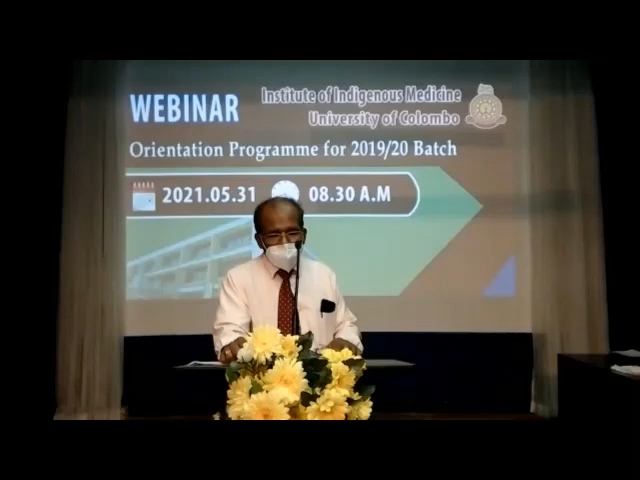 WEBINAR
Institute of Indigenous Medicine
University of Colombo
Orientation Programme for 2019/20 Batch
2021.05.31 08.30 A.M